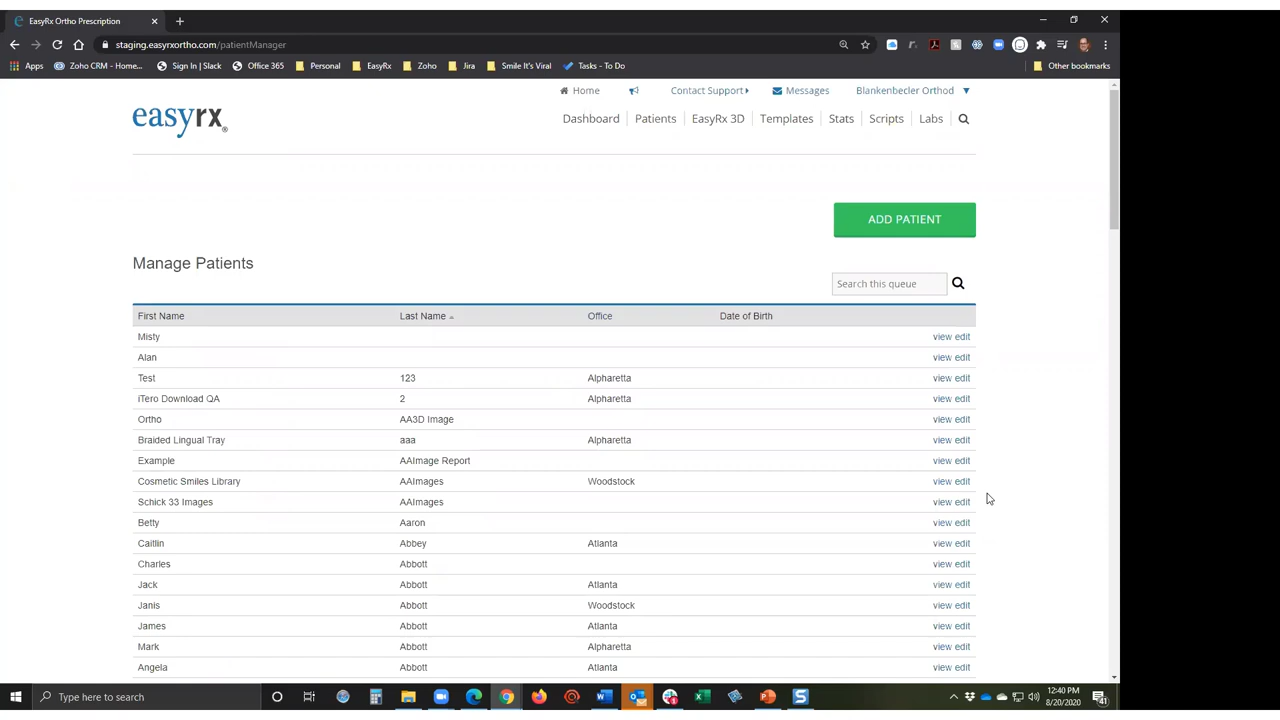 EasyRx Ortho Prescription
staging.easyrxortho.com/patientManager
Apps Zoho CRM - Home... Sign In | Slack Office 365 Personal EasyRx Zoho Jira Smile It's Viral Tasks - To Do Other bookmarks
Home Contact Support Messages Blankenbecler Orthod
easyrx®
Dashboard Patients EasyRx 3D Templates Stats Scripts Labs
ADD PATIENT
Manage Patients
Search this queue
First Name Last Name Office Date of Birth
Misty view edit
Alan view edit
Test 123 Alpharetta view edit
iTero Download QA 2 Alpharetta view edit
Ortho AA3D Image view edit
Braided Lingual Tray aaa Alpharetta view edit
Example AAImage Report view edit
Cosmetic Smiles Library AAImages Woodstock view edit
Schick 33 Images AAImages view edit
Betty Aaron view edit
Caitlin Abbey Atlanta view edit
Charles Abbott view edit
Jack Abbott Atlanta view edit
Janis Abbott Woodstock view edit
James Abbott Atlanta view edit
Mark Abbott Alpharetta view edit
Angela Abbott Atlanta view edit
Type here to search
12:40 PM
8/20/2020